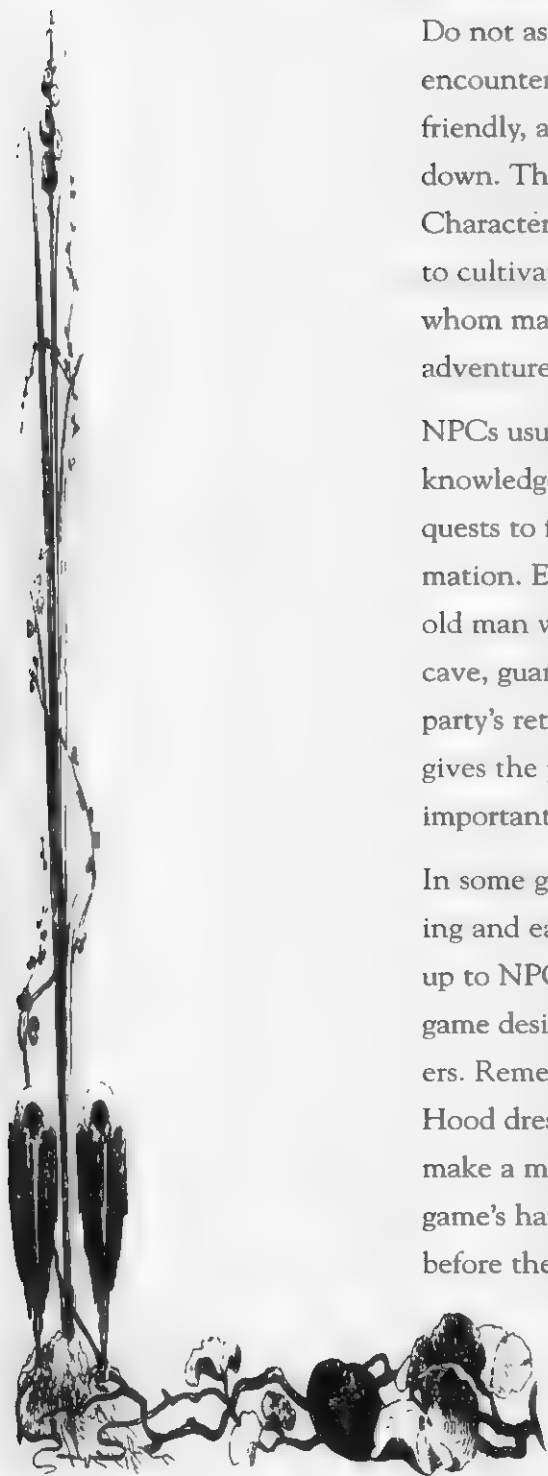 Do not as
encounter
friendly, a
down. Th
Character
to cultiva
whom ma
adventure
NPCs usu
knowledg
quests to f
mation. E
old man w
cave, guar
party's ret
gives the
important
In some g
ing and ea
up to NPC
game desi
ers. Reme
Hood dres
make a m
game's ha
before the